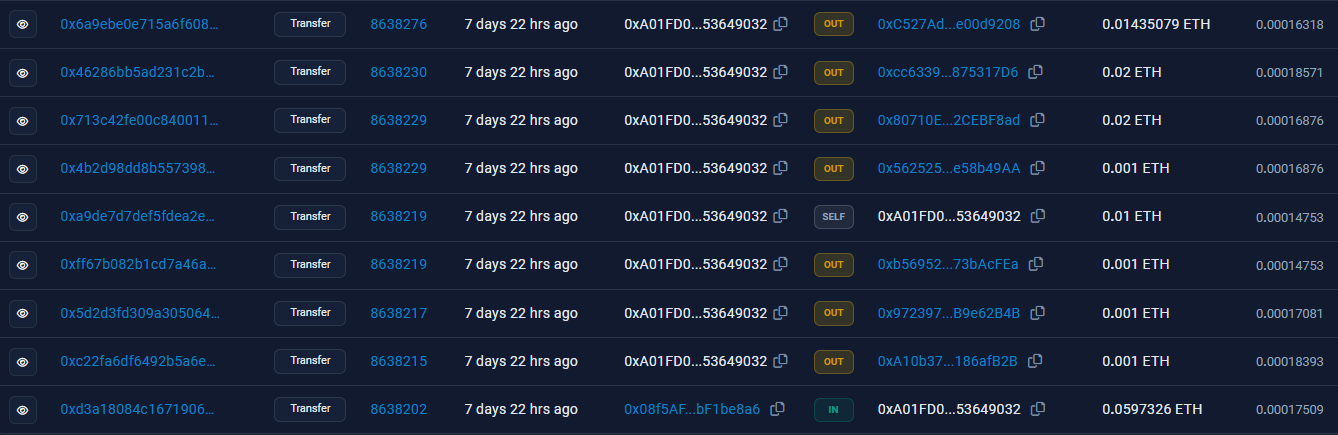 0x6a9ebe0e715a6f608... Transfer 8638276 7 days 22 hrs ago 0xA01FD0...53649032 OUT 0xC527Ad...e00d9208 0.01435079 ETH 0.00016318
0x46286bb5ad231c2b... Transfer 8638230 7 days 22 hrs ago 0xA01FD0...53649032 OUT 0xcc6339...875317D6 0.02 ETH 0.00018571
0x713c42fe00c840011... Transfer 8638229 7 days 22 hrs ago 0xA01FD0...53649032 OUT 0x80710E...2CEBF8ad 0.02 ETH 0.00016876
0x4b2d98dd8b557398... Transfer 8638229 7 days 22 hrs ago 0xA01FD0...53649032 OUT 0x562525...e58b49AA 0.001 ETH 0.00016876
0xa9de7d7def5fdea2e... Transfer 8638219 7 days 22 hrs ago 0xA01FD0...53649032 SELF 0xA01FD0...53649032 0.01 ETH 0.00014753
0xff67b082b1cd7a46a... Transfer 8638219 7 days 22 hrs ago 0xA01FD0...53649032 OUT 0xb56952...73bAcFEa 0.001 ETH 0.00014753
0x5d2d3fd309a305064... Transfer 8638217 7 days 22 hrs ago 0xA01FD0...53649032 OUT 0x972397...B9e62B4B 0.001 ETH 0.00017081
0xc22fa6df6492b5a6e... Transfer 8638215 7 days 22 hrs ago 0xA01FD0...53649032 OUT 0xA10b37...186afB2B 0.001 ETH 0.00018393
0xd3a18084c1671906... Transfer 8638202 7 days 22 hrs ago 0x08f5AF...bF1be8a6 IN 0xA01FD0...53649032 0.0597326 ETH 0.00017509